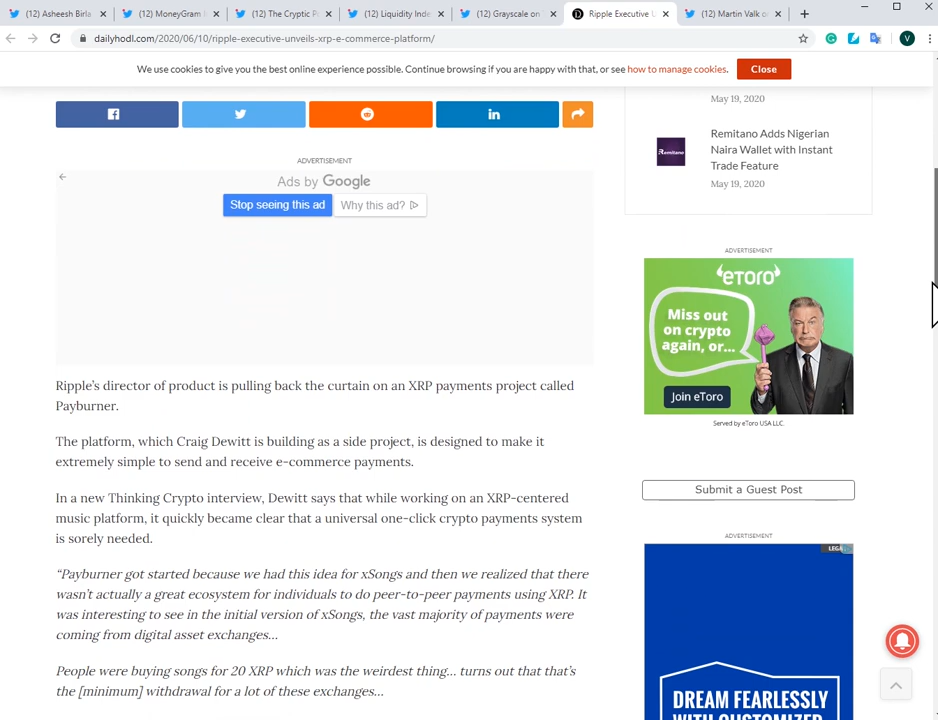 (12) Asheesh Birla
(12) MoneyGram
(12) The Cryptic P
(12) Liquidity Inde
(12) Grayscale on
Ripple Executive U
(12) Martin Valk o
dailyhodl.com/2020/06/10/ripple-executive-unveils-xrp-e-commerce-platform/
V
We use cookies to give you the best online experience possible. Continue browsing if you are happy with that, or see how to manage cookies.
Close
May 19, 2020
Remitano
Remitano Adds Nigerian
Naira Wallet with Instant
Trade Feature
May 19, 2020
ADVERTISEMENT
Ads by Google
Stop seeing this ad
Why this ad?
ADVERTISEMENT
eToro
Miss out
on crypto
again, or...
Join eToro
Served by eToro USA LLC.
Ripple's director of product is pulling back the curtain on an XRP payments project called
Payburner.
The platform, which Craig Dewitt is building as a side project, is designed to make it
extremely simple to send and receive e-commerce payments.
In a new Thinking Crypto interview, Dewitt says that while working on an XRP-centered
music platform, it quickly became clear that a universal one-click crypto payments system
is sorely needed.
Submit a Guest Post
ADVERTISEMENT
“Payburner got started because we had this idea for xSongs and then we realized that there
wasn't actually a great ecosystem for individuals to do peer-to-peer payments using XRP. It
was interesting to see in the initial version of xSongs, the vast majority of payments were
coming from digital asset exchanges…
People were buying songs for 20 XRP which was the weirdest thing… turns out that that's
the [minimum] withdrawal for a lot of these exchanges…
DREAM FEARLESSLY